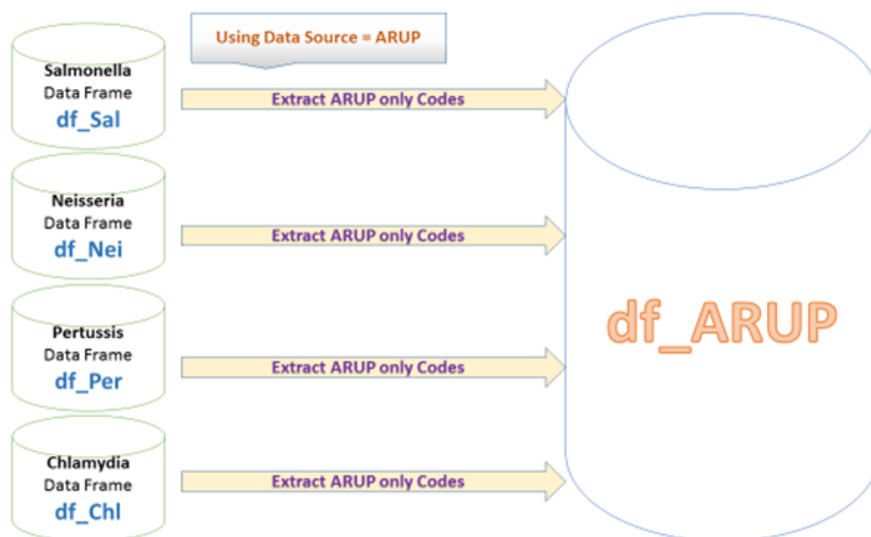 Using Data Source = ARUP
Salmonella
Data Frame
df_Sal
Extract ARUP only Codes
Neisseria
Data Frame
df_Nei
Extract ARUP only Codes
df_ARUP
Pertussis
Data Frame
df_Per
Extract ARUP only Codes
Chlamydia
Data Frame
df_Chl
Extract ARUP only Codes